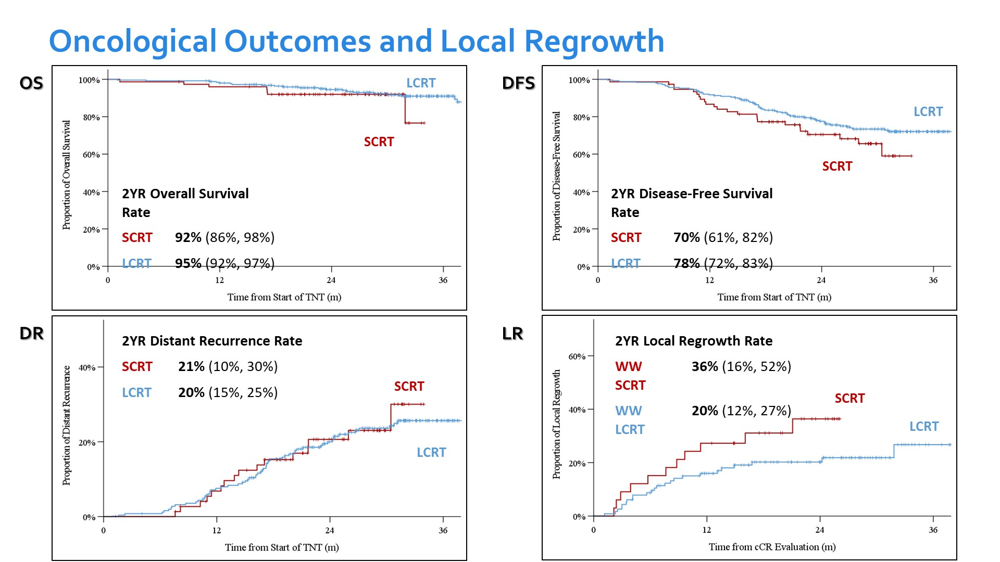 Oncological Outcomes and Local Regrowth
OS
Proportion of Overall Survival
100%
80%
60%
40%
20%
0%
LCRT
SCRT
2YR Overall Survival
Rate
SCRT 92% (86%, 98%)
LCRT 95% (92%, 97%)
0 12 24 36
Time from Start of TNT (m)
DFS
Proportion of Disease-Free Survival
100%
80%
60%
40%
20%
0%
LCRT
SCRT
2YR Disease-Free Survival
Rate
SCRT 70% (61%, 82%)
LCRT 78% (72%, 83%)
0 12 24 36
Time from Start of TNT (m)
DR
Proportion of Distant Recurrence
40%
20%
0%
2YR Distant Recurrence Rate
SCRT 21% (10%, 30%)
LCRT 20% (15%, 25%)
SCRT
LCRT
0 12 24 36
Time from Start of TNT (m)
LR
Proportion of Local Regrowth
60%
40%
20%
0%
2YR Local Regrowth Rate
WW 36% (16%, 52%)
SCRT
WW 20% (12%, 27%)
LCRT
SCRT
LCRT
0 12 24 36
Time from cCR Evaluation (m)